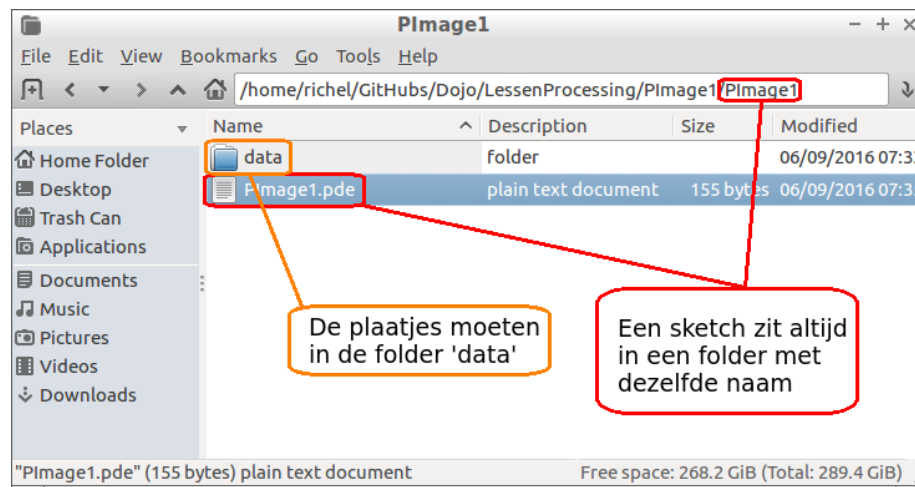 PImage1
File Edit View Bookmarks Go Tools Help
/home/richel/GitHubs/Dojo/LessenProcessing/PImage1/PImage1
Places Name Description Size Modified
Home Folder data folder 06/09/2016 07:3
Desktop PImage1.pde plain text document 155 bytes 06/09/2016 07:3
Trash Can
Applications
Documents
Music
Pictures
Videos
Downloads
De plaatjes moeten
in de folder 'data'
Een sketch zit altijd
in een folder met
dezelfde naam
"PImage1.pde" (155 bytes) plain text document Free space: 268.2 GiB (Total: 289.4 GiB)